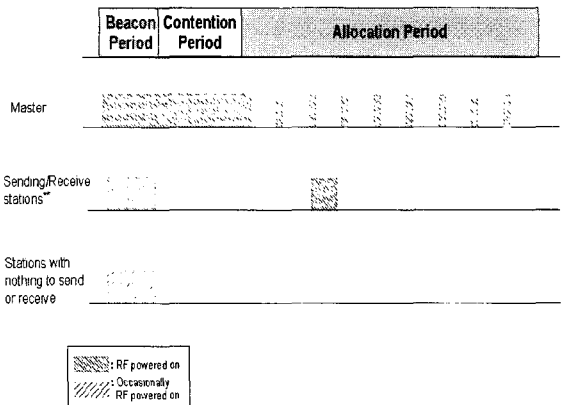 Beacon Period
Contention Period
Allocation Period
Master
Sending/Receive
stations**
Stations with
nothing to send
or receive
: RF powered on
: Occasionally
RF powered on